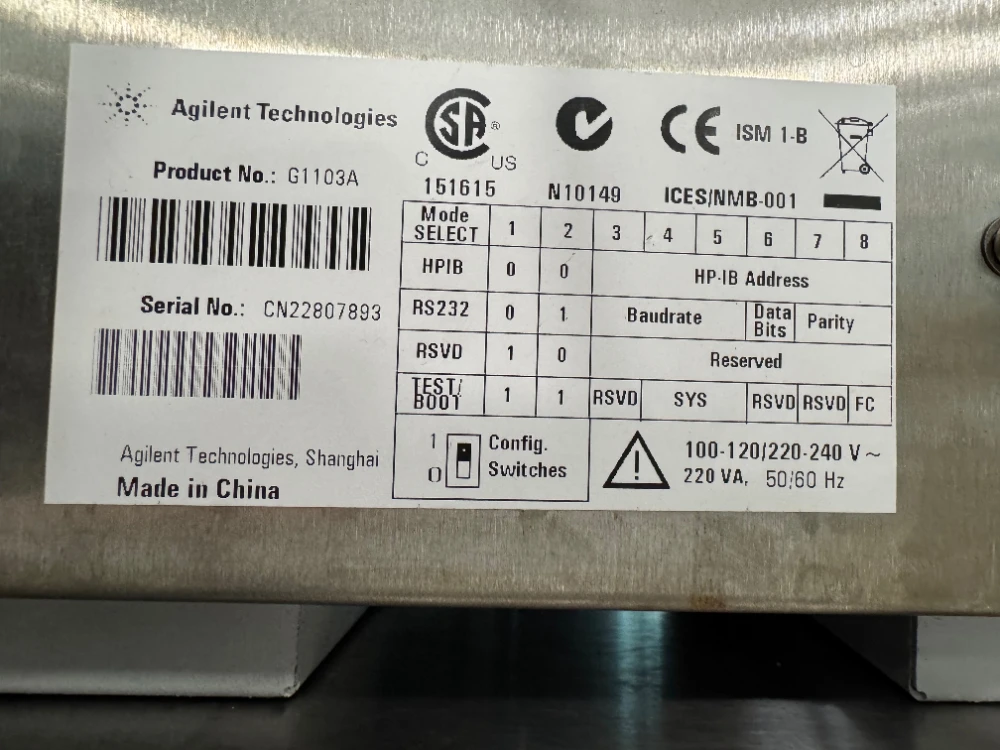 Agilent Technologies
Product No.: G1103A
Serial No.: CN22807893
Agilent Technologies, Shanghai
Made in China
SA ®
C US
151615
N10149
CE ISM 1-B
ICES/NMB-001
Mode SELECT 1 2 3 4 5 6 7 8
HPIB 0 0 HP-IB Address
RS232 0 1 Baudrate Data Bits Parity
RSVD 1 0 Reserved
TEST/ BOOT 1 1 RSVD SYS RSVD RSVD FC
1 Config.
0 Switches
100-120/220-240 V ~
220 VA, 50/60 Hz